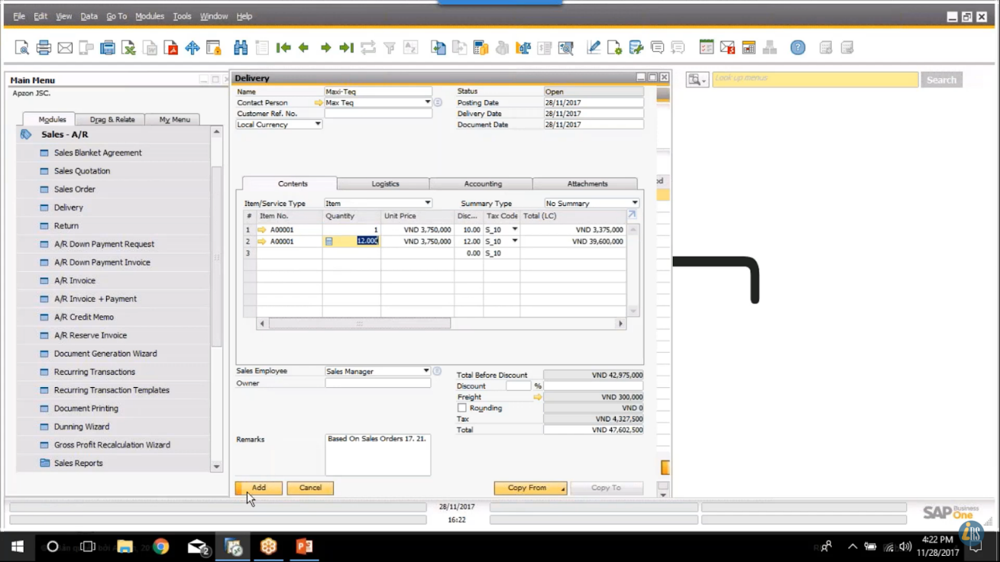 File Edit View Data Go To Modules Tools Window Help
Main Menu
Apzon JSC.
Modules Drag & Relate My Menu
Sales - A/R
Sales Blanket Agreement
Sales Quotation
Sales Order
Delivery
Return
A/R Down Payment Request
A/R Down Payment Invoice
A/R Invoice
A/R Invoice + Payment
A/R Credit Memo
A/R Reserve Invoice
Document Generation Wizard
Recurring Transactions
Recurring Transaction Templates
Document Printing
Dunning Wizard
Gross Profit Recalculation Wizard
Sales Reports
Delivery
Name Maxi-Teq Status Open
Contact Person Max Teq Posting Date 28/11/2017
Customer Ref. No. Delivery Date 28/11/2017
Local Currency Document Date 28/11/2017
Contents Logistics Accounting Attachments
Item/Service Type Item Summary Type No Summary
# Item No. Quantity Unit Price Disc... Tax Code Total (LC)
1 A00001 1 VND 3,750,000 10.00 S_10 VND 3,375,000
2 A00001 12.000 VND 3,750,000 12.00 S_10 VND 39,600,000
3 0.00 S_10
Sales Employee Sales Manager
Owner
Total Before Discount VND 42,975,000
Discount %
Freight VND 300,000
Rounding VND 0
Tax VND 4,327,500
Total VND 47,602,500
Remarks Based On Sales Orders 17. 21.
Add Cancel Copy From Copy To
Look up menus Search
28/11/2017
16:22
SAP Business One
4:22 PM
11/28/2017